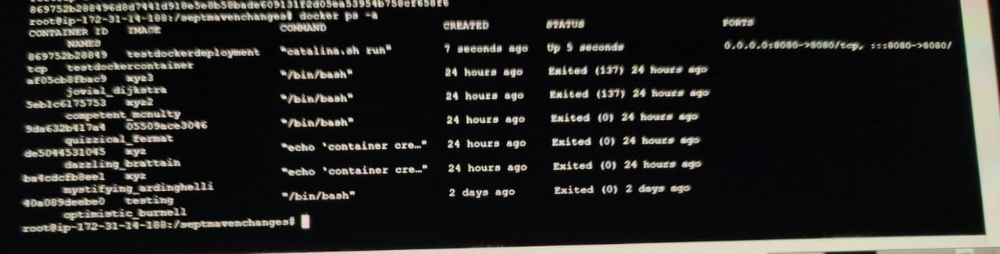 869752b288496d8d7441d918e5e8b58bade609131f2d05ea53954b758cf658f6
root@ip-172-31-14-188:/septmavenchanges# docker ps -a
CONTAINER ID IMAGE COMMAND CREATED STATUS PORTS
NAMES
869752b28849 testdockerdeployment "catalina.sh run" 7 seconds ago Up 5 seconds 0.0.0.0:8080->8080/tcp, :::8080->8080/
tcp testdockercontainer
af05cb8fbac9 xyz3 "/bin/bash" 24 hours ago Exited (137) 24 hours ago
jovial_dijkstra
5eb1c6175753 xyz2 "/bin/bash" 24 hours ago Exited (137) 24 hours ago
competent_mcnulty
9da632b417a4 05509ace3046 "/bin/bash" 24 hours ago Exited (0) 24 hours ago
quizzical_fermat
de5044531045 xyz "echo 'container cre…" 24 hours ago Exited (0) 24 hours ago
dazzling_brattain
ba4cdcfb8ee1 xyz "echo 'container cre…" 24 hours ago Exited (0) 24 hours ago
mystifying_ardinghelli
40a089deebe0 testing "/bin/bash" 2 days ago Exited (0) 2 days ago
optimistic_burnell
root@ip-172-31-14-188:/septmavenchanges#